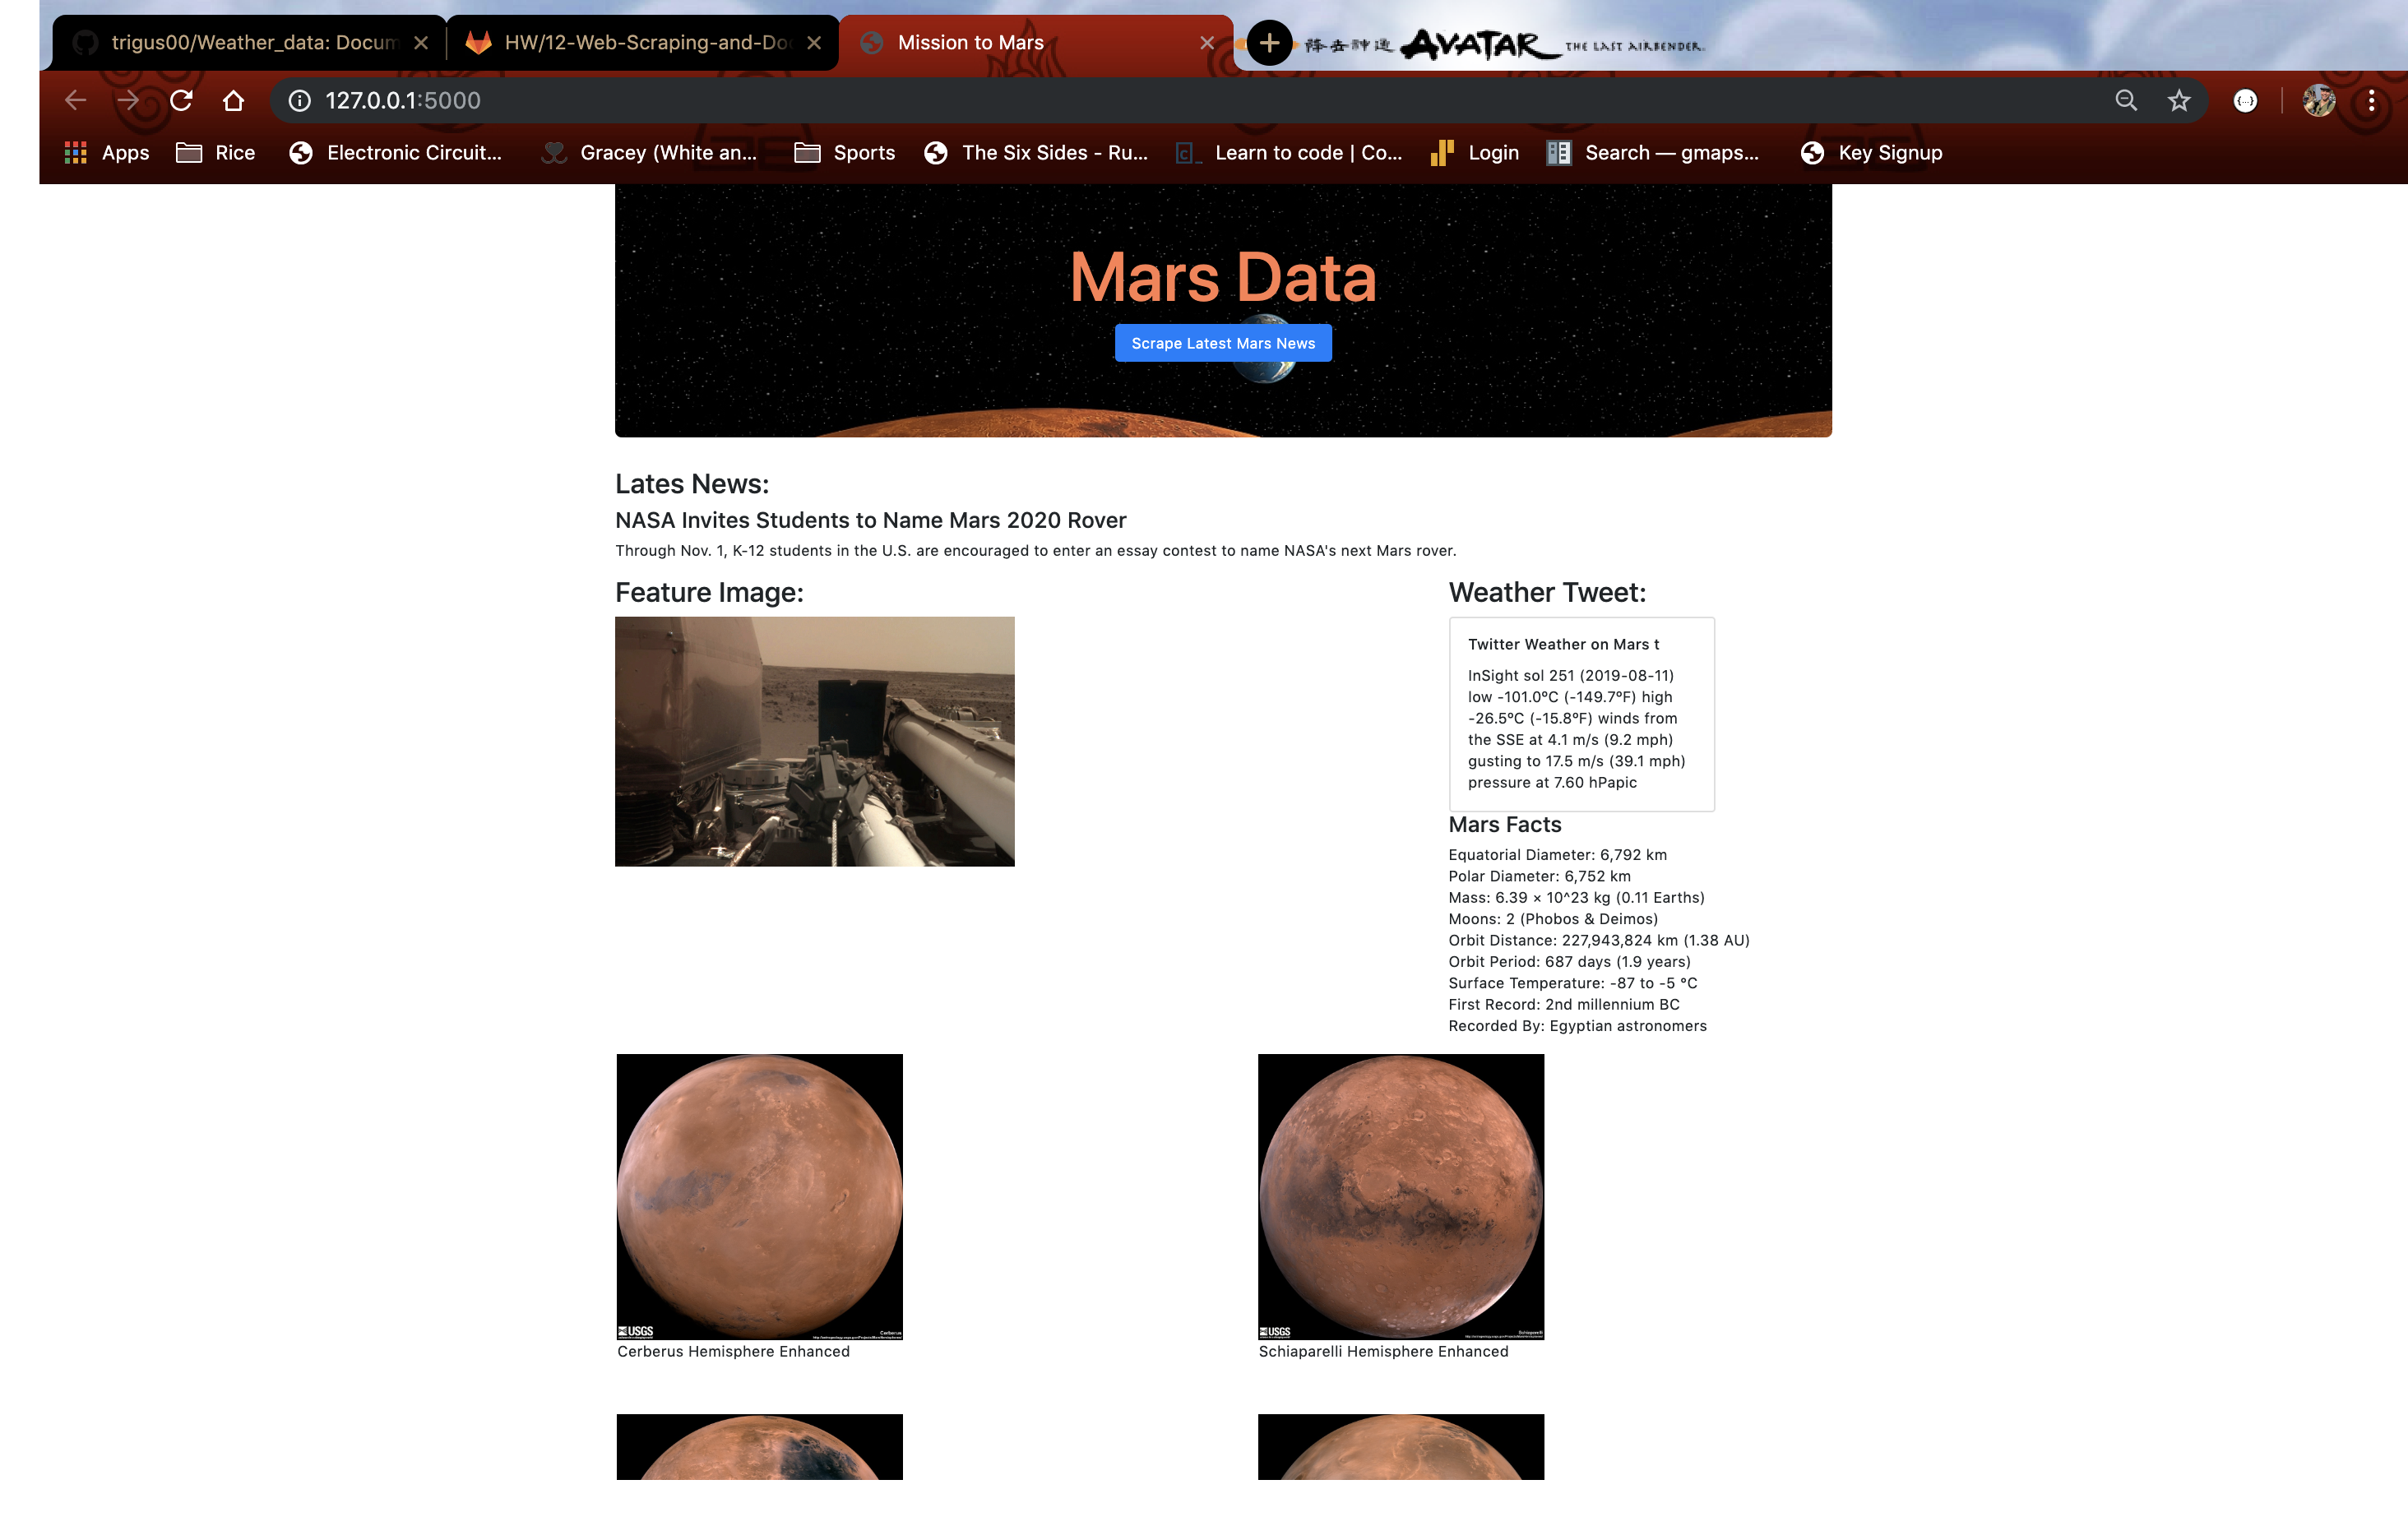 trigus00/Weather_data: Docum
HW/12-Web-Scraping-and-Doc
Mission to Mars
AVATAR THE LAST AIRBENDER.
127.0.0.1:5000
Apps
Rice
Electronic Circuit...
Gracey (White an...
Sports
The Six Sides - Ru...
Learn to code | Co...
Login
Search — gmaps...
Key Signup
Mars Data
Scrape Latest Mars News
Lates News:
NASA Invites Students to Name Mars 2020 Rover
Through Nov. 1, K-12 students in the U.S. are encouraged to enter an essay contest to name NASA's next Mars rover.
Feature Image:
Weather Tweet:
Twitter Weather on Mars t
InSight sol 251 (2019-08-11)
low -101.0ºC (-149.7ºF) high
-26.5ºC (-15.8ºF) winds from
the SSE at 4.1 m/s (9.2 mph)
gusting to 17.5 m/s (39.1 mph)
pressure at 7.60 hPapic
Mars Facts
Equatorial Diameter: 6,792 km
Polar Diameter: 6,752 km
Mass: 6.39 × 10^23 kg (0.11 Earths)
Moons: 2 (Phobos & Deimos)
Orbit Distance: 227,943,824 km (1.38 AU)
Orbit Period: 687 days (1.9 years)
Surface Temperature: -87 to -5 °C
First Record: 2nd millennium BC
Recorded By: Egyptian astronomers
USGS
Cerberus
USGS
Schiaparelli
Cerberus Hemisphere Enhanced
Schiaparelli Hemisphere Enhanced